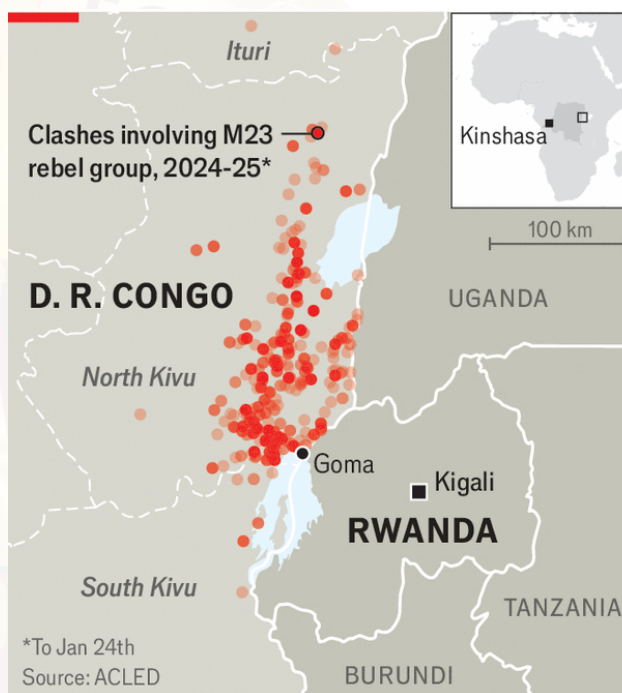 Ituri
Clashes involving M23
rebel group, 2024-25*
Kinshasa
100 km
D. R. CONGO
UGANDA
North Kivu
Goma
Kigali
RWANDA
South Kivu
TANZANIA
*To Jan 24th
Source: ACLED
BURUNDI